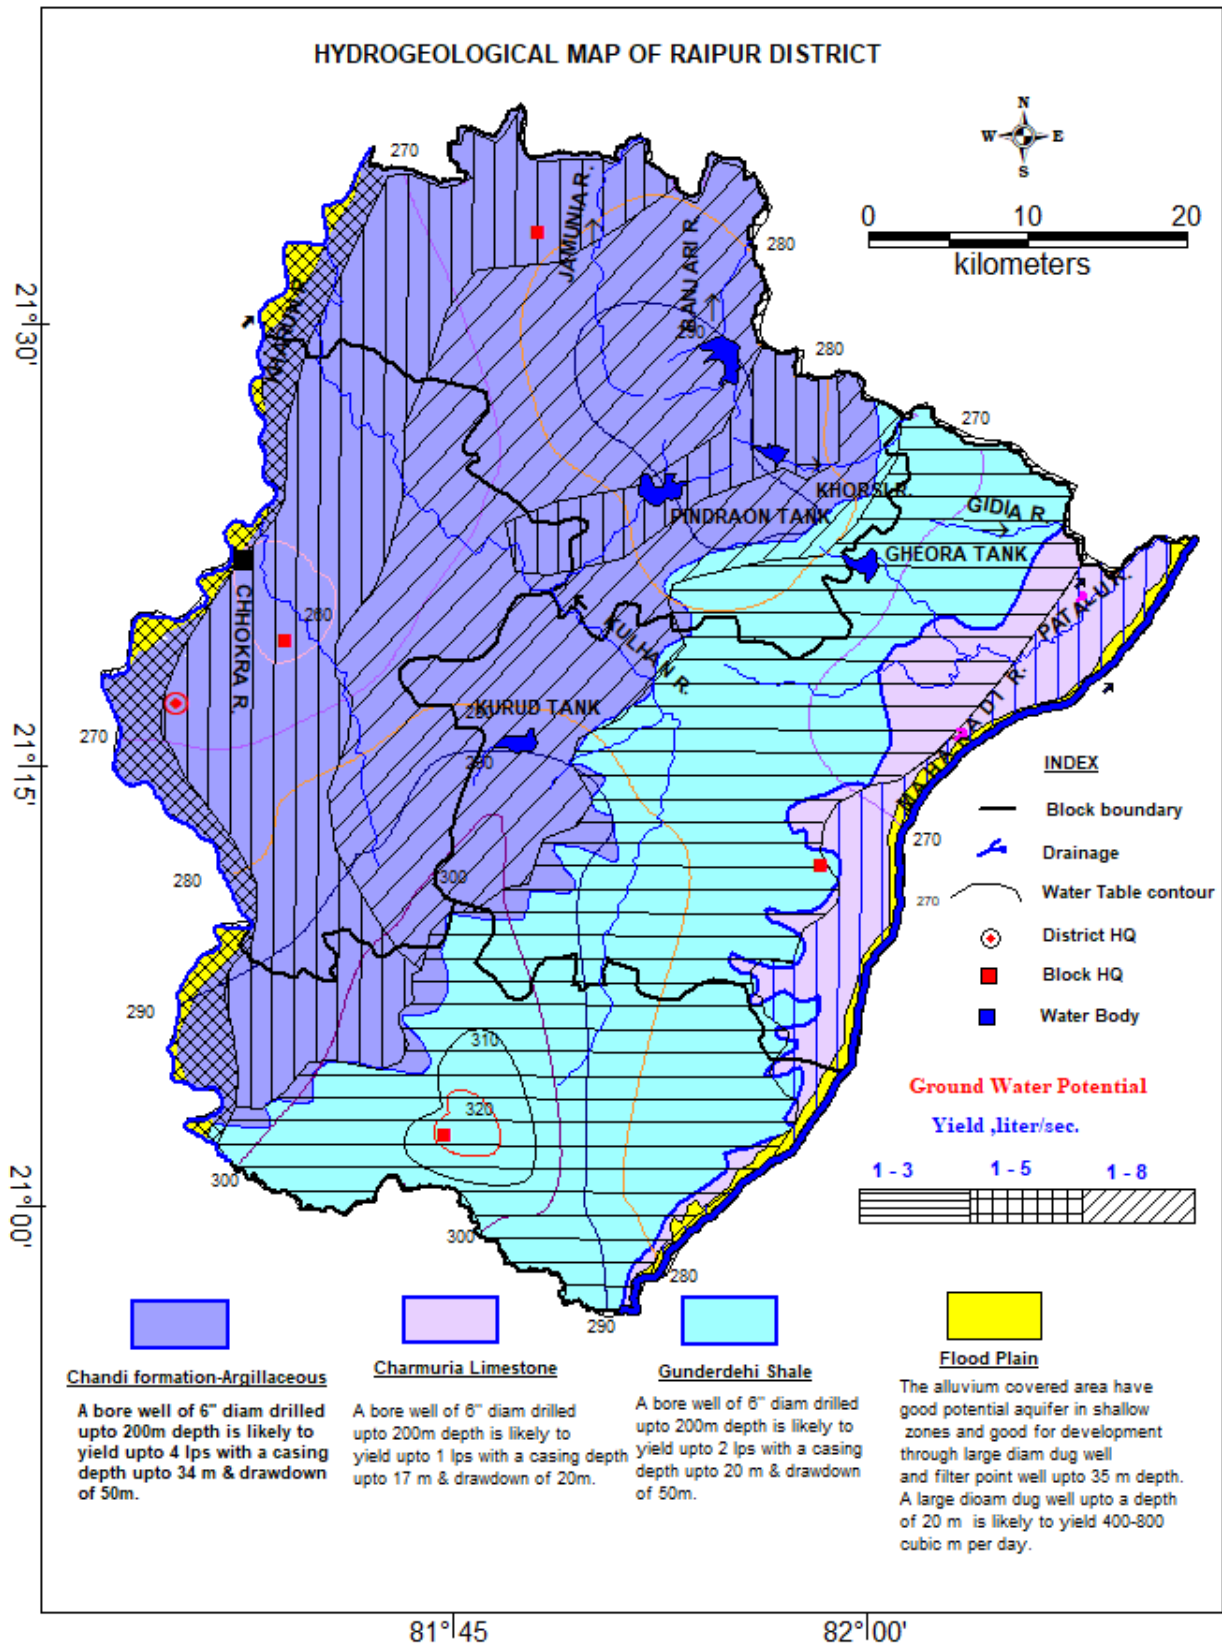 HYDROGEOLOGICAL MAP OF RAIPUR DISTRICT
N
W E
S
0 10 20
kilometers
270
280
280
270
21°30'
21°15'
21°00'
JAMUNIA R.
BANJARI R.
290
KHARUN R.
KHORSI R.
PINDRAON TANK
GIDIA R.
GHEORA TANK
CHHOKRA R.
260
KULHAN R.
PATALU R.
MAHANADI R.
KURUD TANK
280
290
270
280
290
300
270
270
310
320
300
300
280
290
INDEX
Block boundary
Drainage
Water Table contour
District HQ
Block HQ
Water Body
Ground Water Potential
Yield ,liter/sec.
1 - 3 1 - 5 1 - 8
Chandi formation-Argillaceous
A bore well of 6" diam drilled
upto 200m depth is likely to
yield upto 4 lps with a casing
depth upto 34 m & drawdown
of 50m.
Charmuria Limestone
A bore well of 6" diam drilled
upto 200m depth is likely to
yield upto 1 lps with a casing depth
upto 17 m & drawdown of 20m.
Gunderdehi Shale
A bore well of 6" diam drilled
upto 200m depth is likely to
yield upto 2 lps with a casing
depth upto 20 m & drawdown
of 50m.
Flood Plain
The alluvium covered area have
good potential aquifer in shallow
zones and good for development
through large diam dug well
and filter point well upto 35 m depth.
A large dioam dug well upto a depth
of 20 m is likely to yield 400-800
cubic m per day.
81°45
82°00'